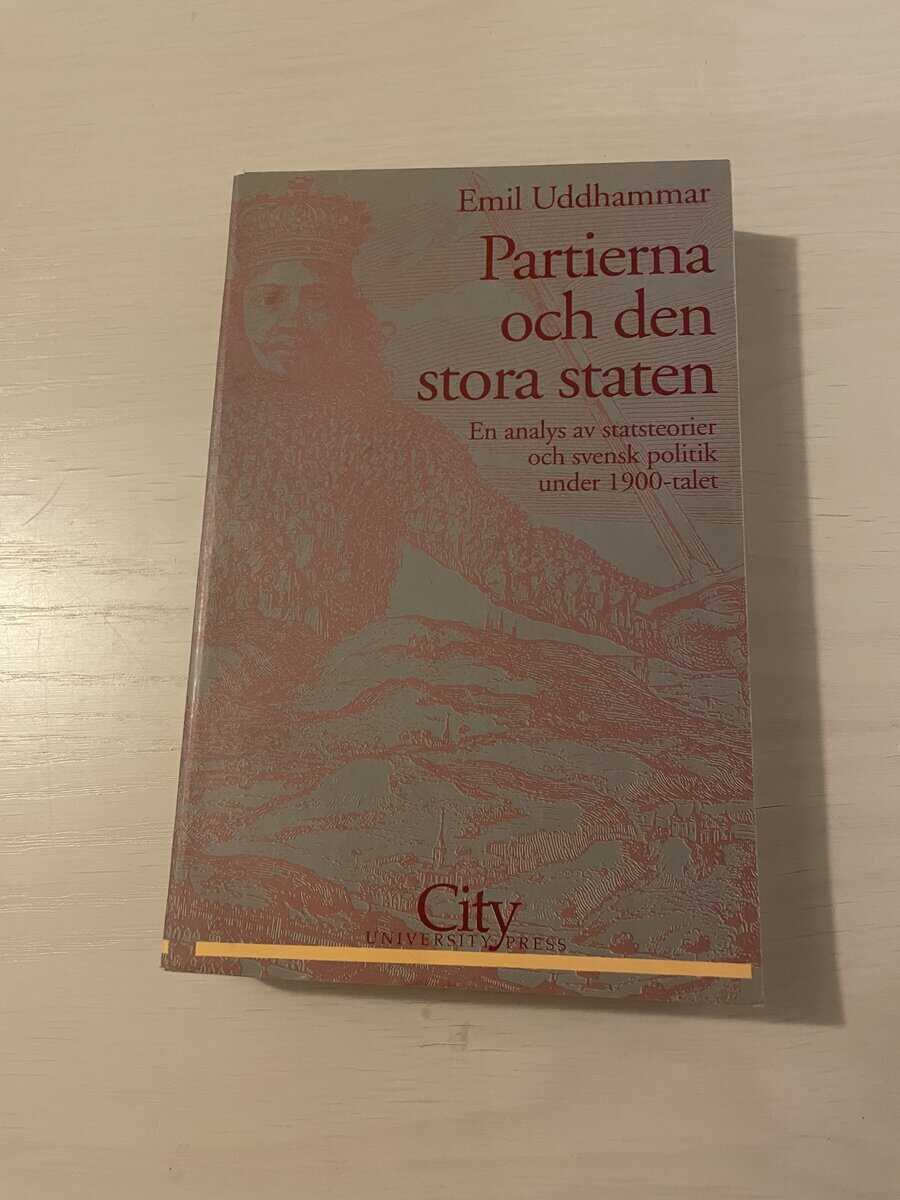 Emil Uddhammar
Partierna
och den
stora staten
En analys av statsteorier
och svensk politik
under 1900-talet
City
UNIVERSITY PRESS